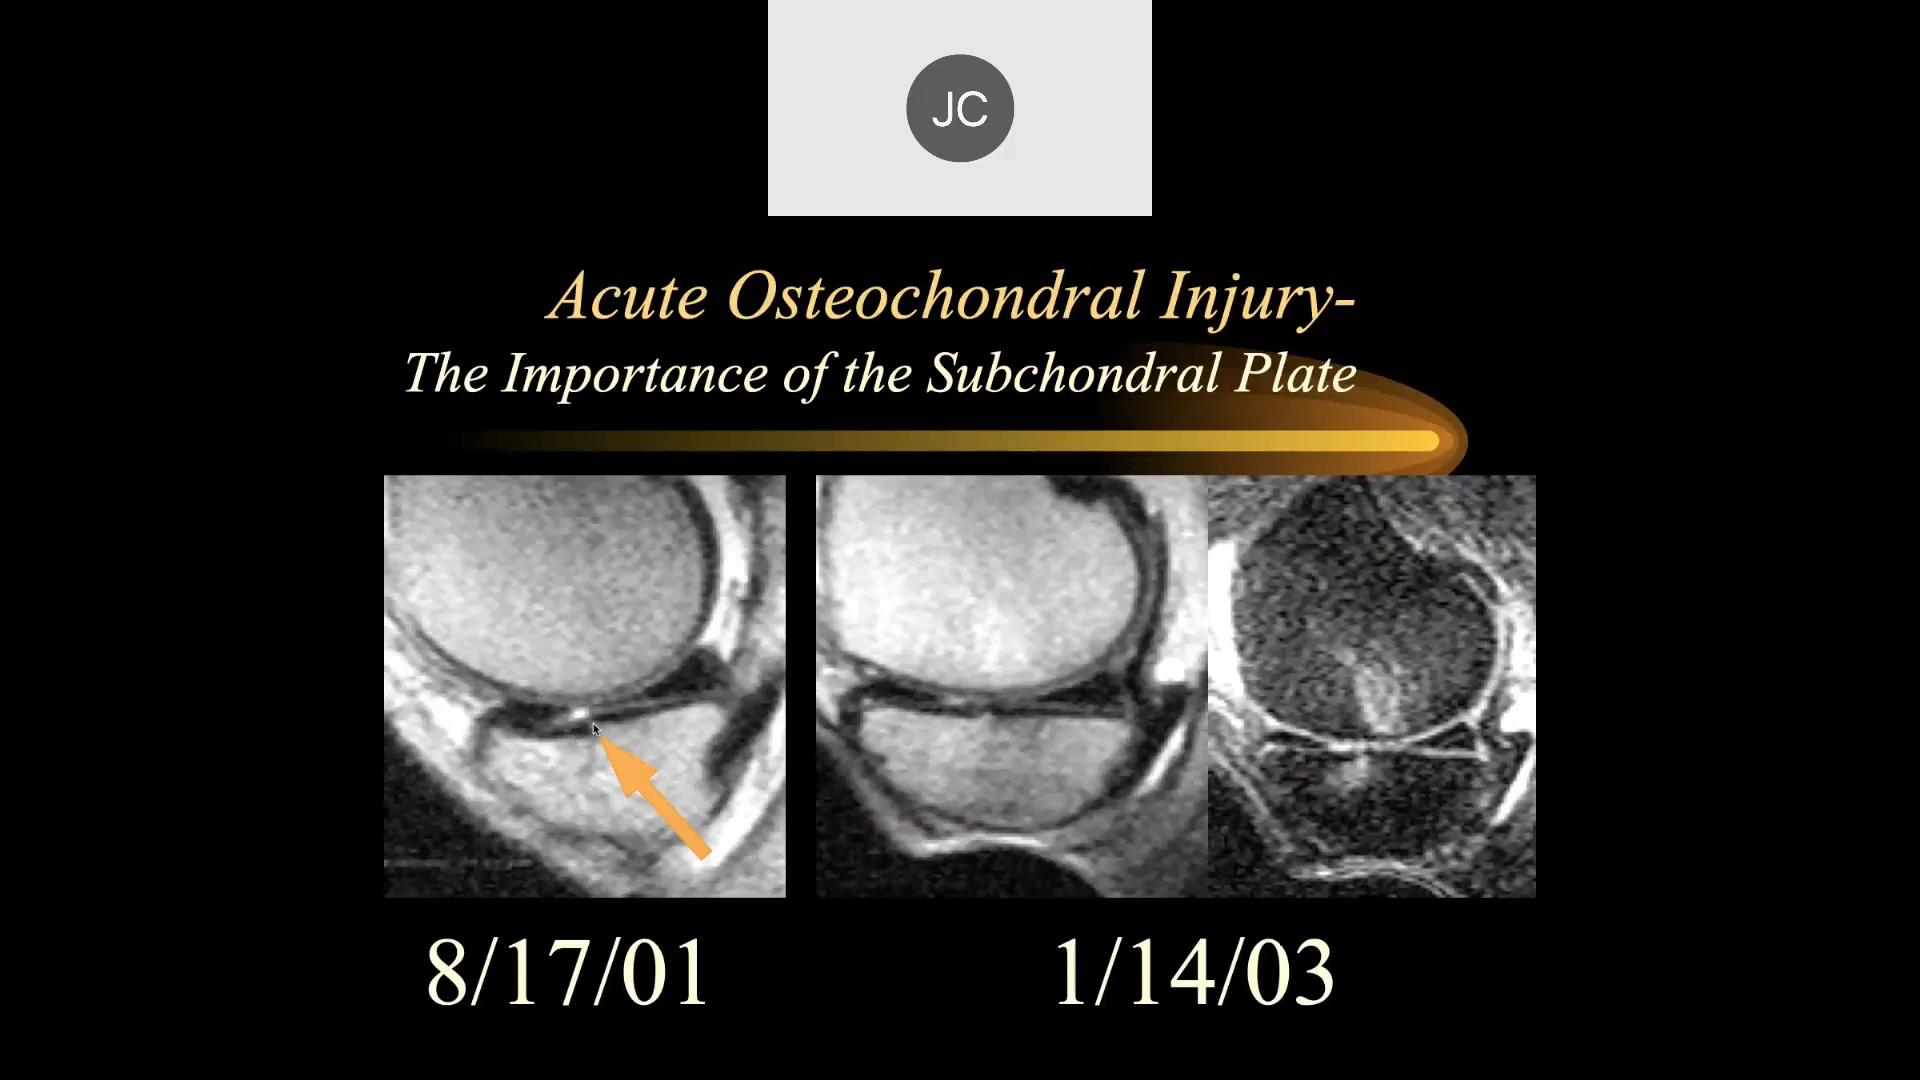 JC
Acute Osteochondral Injury-
The Importance of the Subchondral Plate
8/17/01
1/14/03